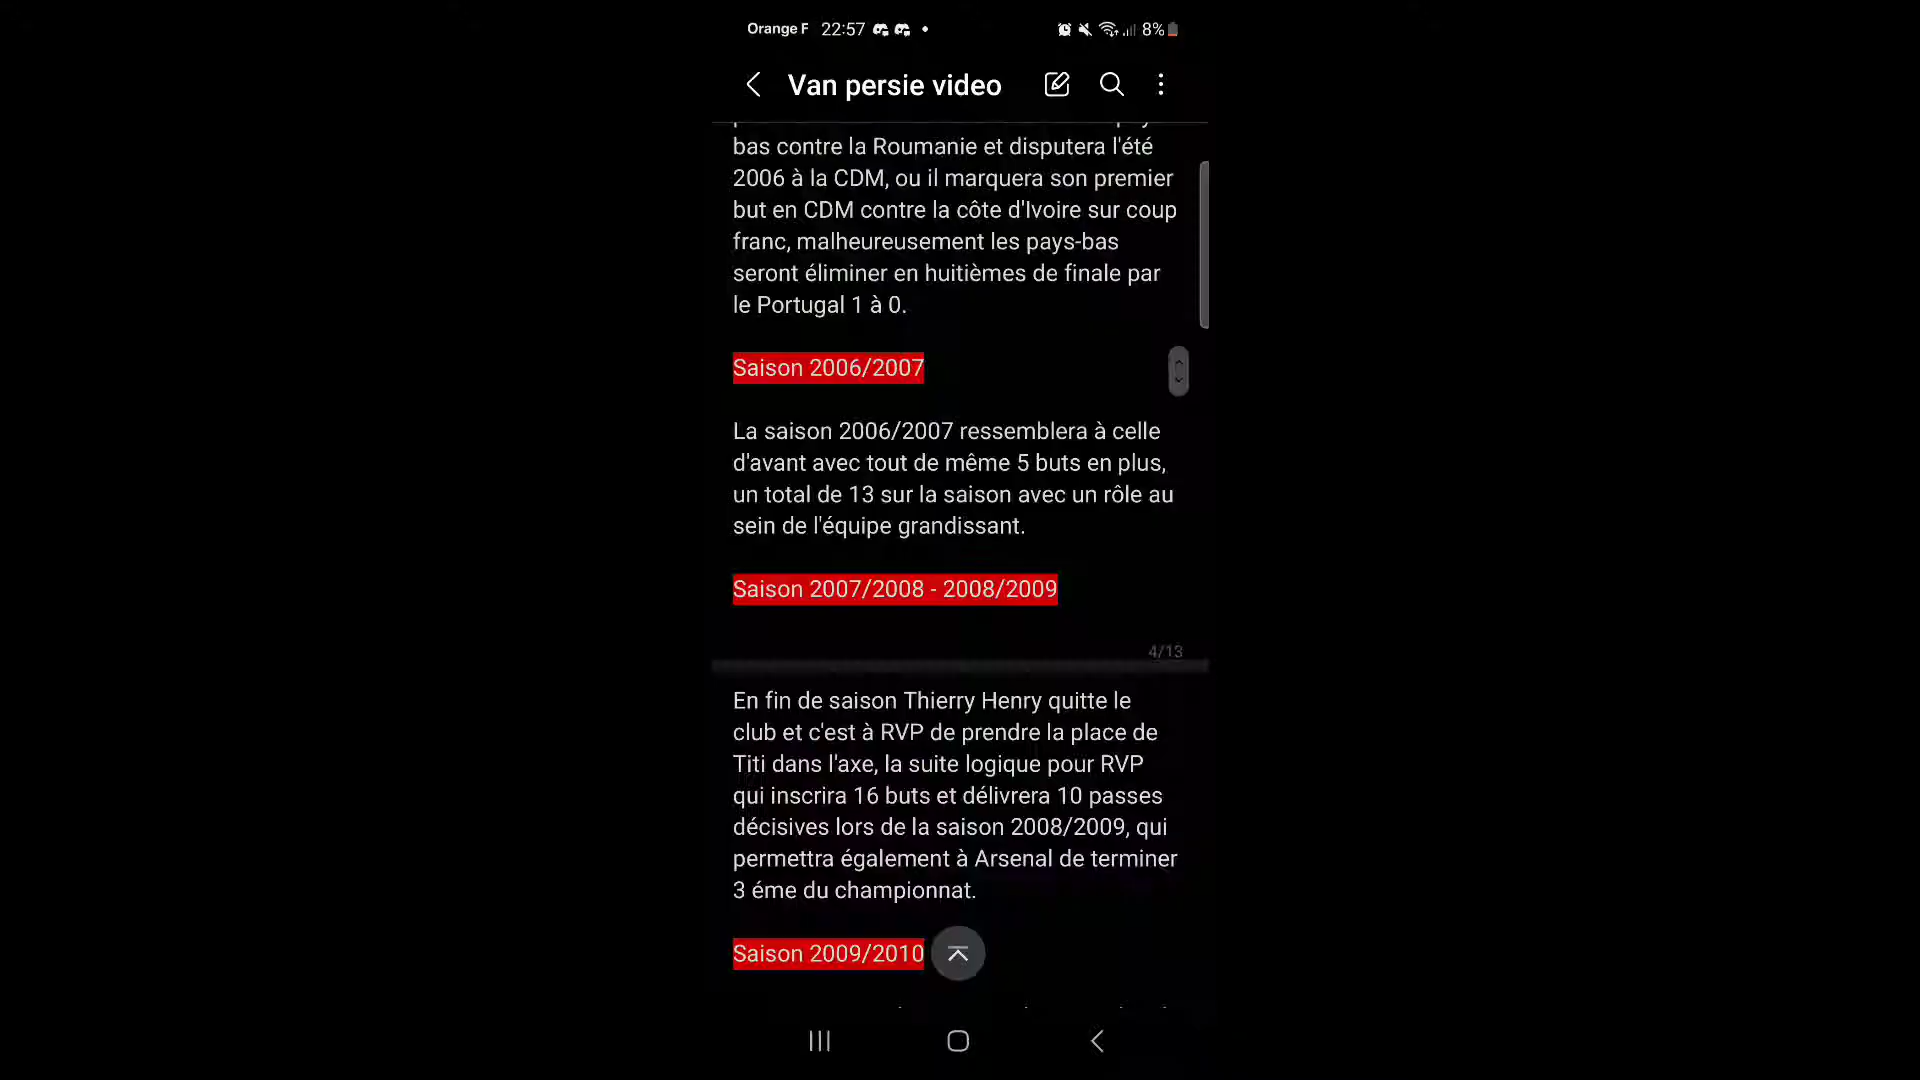 Orange F 22:57 8%
Van persie video
bas contre la Roumanie et disputera l'été
2006 à la CDM, ou il marquera son premier
but en CDM contre la côte d'Ivoire sur coup
franc, malheureusement les pays-bas
seront éliminer en huitièmes de finale par
le Portugal 1 à 0.
Saison 2006/2007
La saison 2006/2007 ressemblera à celle
d'avant avec tout de même 5 buts en plus,
un total de 13 sur la saison avec un rôle au
sein de l'équipe grandissant.
Saison 2007/2008 - 2008/2009
4/13
En fin de saison Thierry Henry quitte le
club et c'est à RVP de prendre la place de
Titi dans l'axe, la suite logique pour RVP
qui inscrira 16 buts et délivrera 10 passes
décisives lors de la saison 2008/2009, qui
permettra également à Arsenal de terminer
3 éme du championnat.
Saison 2009/2010